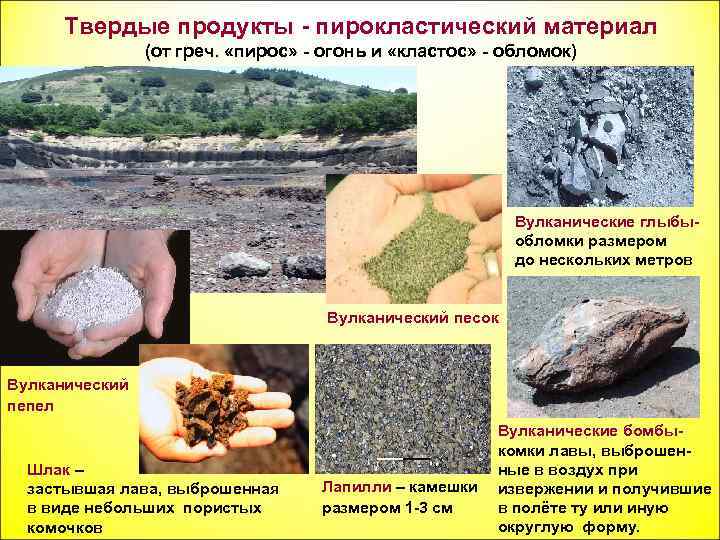 Твердые продукты - пирокластический материал
(от греч. «пирос» - огонь и «кластос» - обломок)
Вулканические глыбы-
обломки размером
до нескольких метров
Вулканический песок
Вулканический
пепел
Шлак –
застывшая лава, выброшенная
в виде небольших пористых
комочков
Лапилли – камешки
размером 1-3 см
Вулканические бомбы-
комки лавы, выброшен-
ные в воздух при
извержении и получившие
в полёте ту или иную
округлую форму.